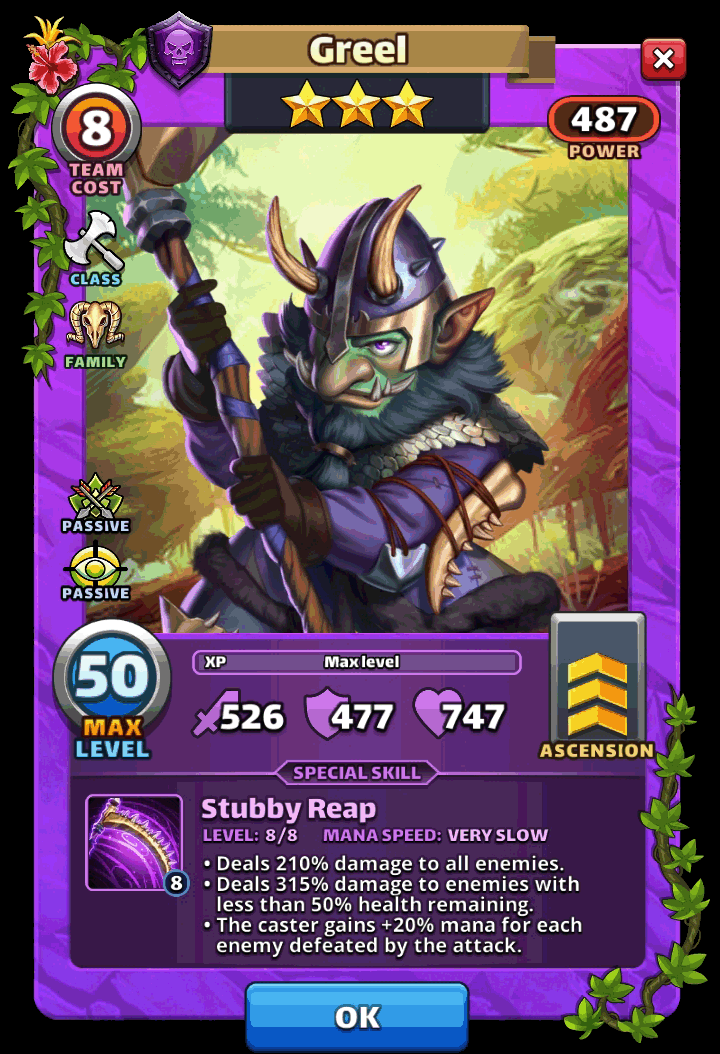 Greel
8
TEAM
COST
487
POWER
CLASS
FAMILY
PASSIVE
PASSIVE
50
MAX
LEVEL
XP Max level
526 477 747
ASCENSION
SPECIAL SKILL
Stubby Reap
LEVEL: 8/8 MANA SPEED: VERY SLOW
8
• Deals 210% damage to all enemies.
• Deals 315% damage to enemies with
less than 50% health remaining.
• The caster gains +20% mana for each
enemy defeated by the attack.
OK